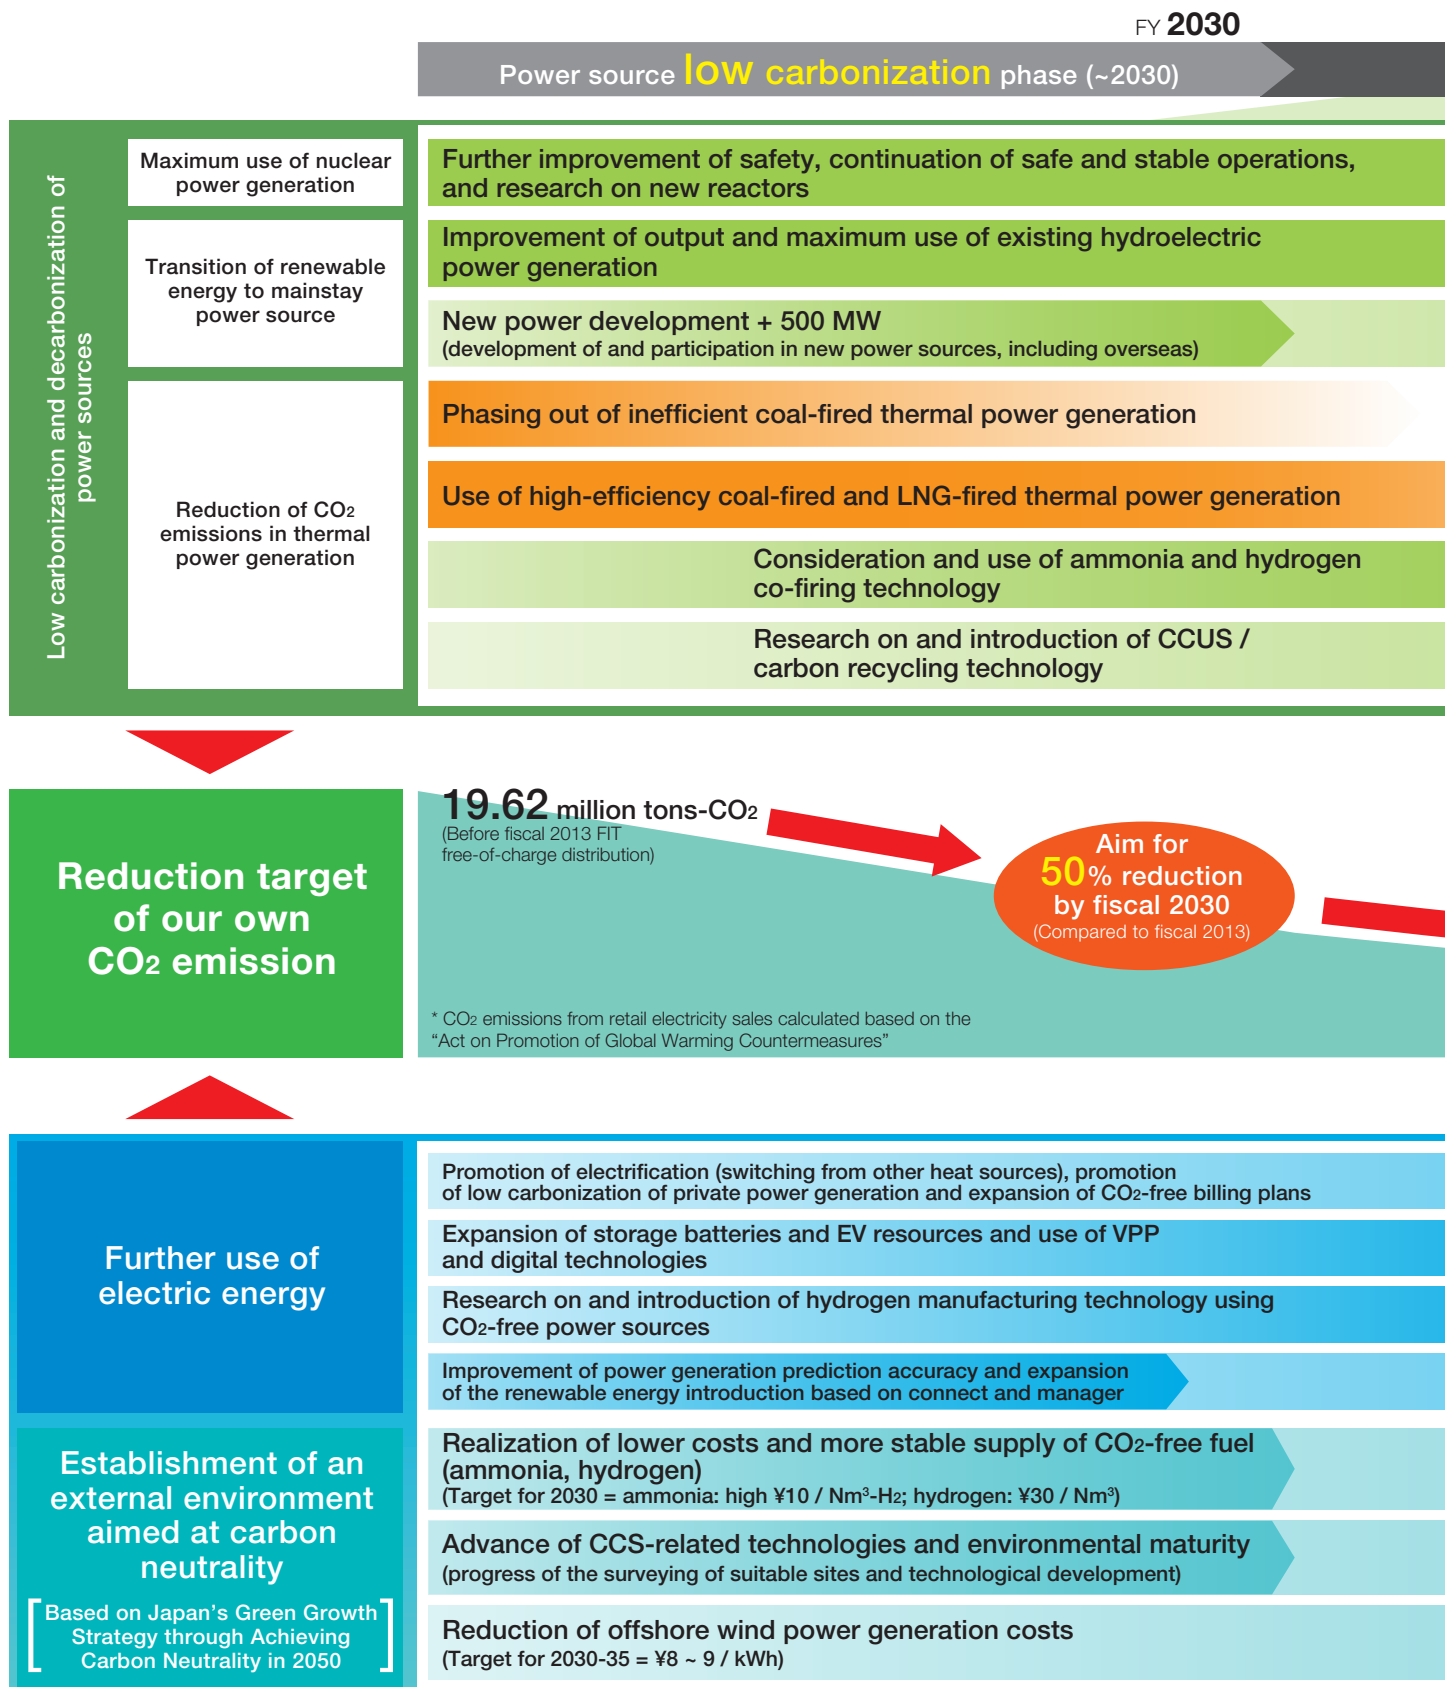 FY 2030
Power source low carbonization phase (~2030)
Low carbonization and decarbonization of
power sources
Maximum use of nuclear
power generation
Further improvement of safety, continuation of safe and stable operations,
and research on new reactors
Transition of renewable
energy to mainstay
power source
Improvement of output and maximum use of existing hydroelectric
power generation
New power development + 500 MW
(development of and participation in new power sources, including overseas)
Reduction of CO2
emissions in thermal
power generation
Phasing out of inefficient coal-fired thermal power generation
Use of high-efficiency coal-fired and LNG-fired thermal power generation
Consideration and use of ammonia and hydrogen
co-firing technology
Research on and introduction of CCUS /
carbon recycling technology
Reduction target
of our own
CO2 emission
19.62 million tons-CO2
(Before fiscal 2013 FIT
free-of-charge distribution)
Aim for
50% reduction
by fiscal 2030
(Compared to fiscal 2013)
* CO2 emissions from retail electricity sales calculated based on the
“Act on Promotion of Global Warming Countermeasures”
Further use of
electric energy
Promotion of electrification (switching from other heat sources), promotion
of low carbonization of private power generation and expansion of CO2-free billing plans
Expansion of storage batteries and EV resources and use of VPP
and digital technologies
Research on and introduction of hydrogen manufacturing technology using
CO2-free power sources
Improvement of power generation prediction accuracy and expansion
of the renewable energy introduction based on connect and manager
Establishment of an
external environment
aimed at carbon
neutrality
[Based on Japan’s Green Growth
Strategy through Achieving
Carbon Neutrality in 2050]
Realization of lower costs and more stable supply of CO2-free fuel
(ammonia, hydrogen)
(Target for 2030 = ammonia: high ¥10 / Nm³-H2; hydrogen: ¥30 / Nm³)
Advance of CCS-related technologies and environmental maturity
(progress of the surveying of suitable sites and technological development)
Reduction of offshore wind power generation costs
(Target for 2030-35 = ¥8 ~ 9 / kWh)